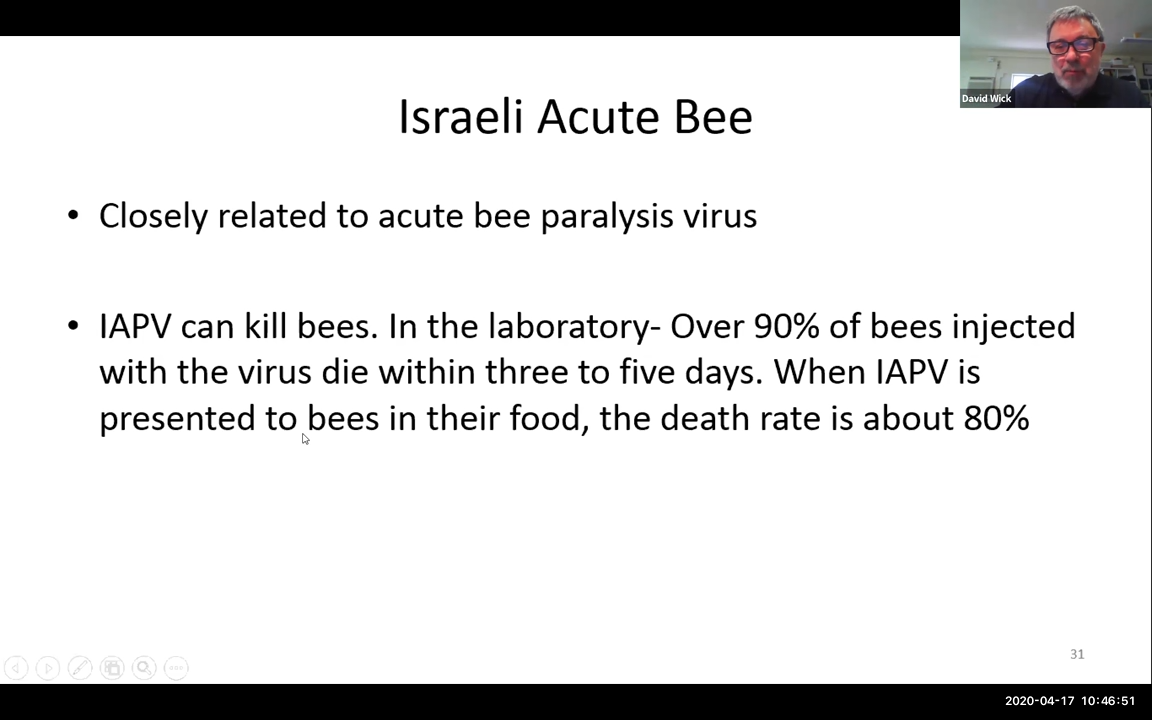 David Wick
Israeli Acute Bee
• Closely related to acute bee paralysis virus
• IAPV can kill bees. In the laboratory- Over 90% of bees injected
with the virus die within three to five days. When IAPV is
presented to bees in their food, the death rate is about 80%
31
2020-04-17 10:46:51